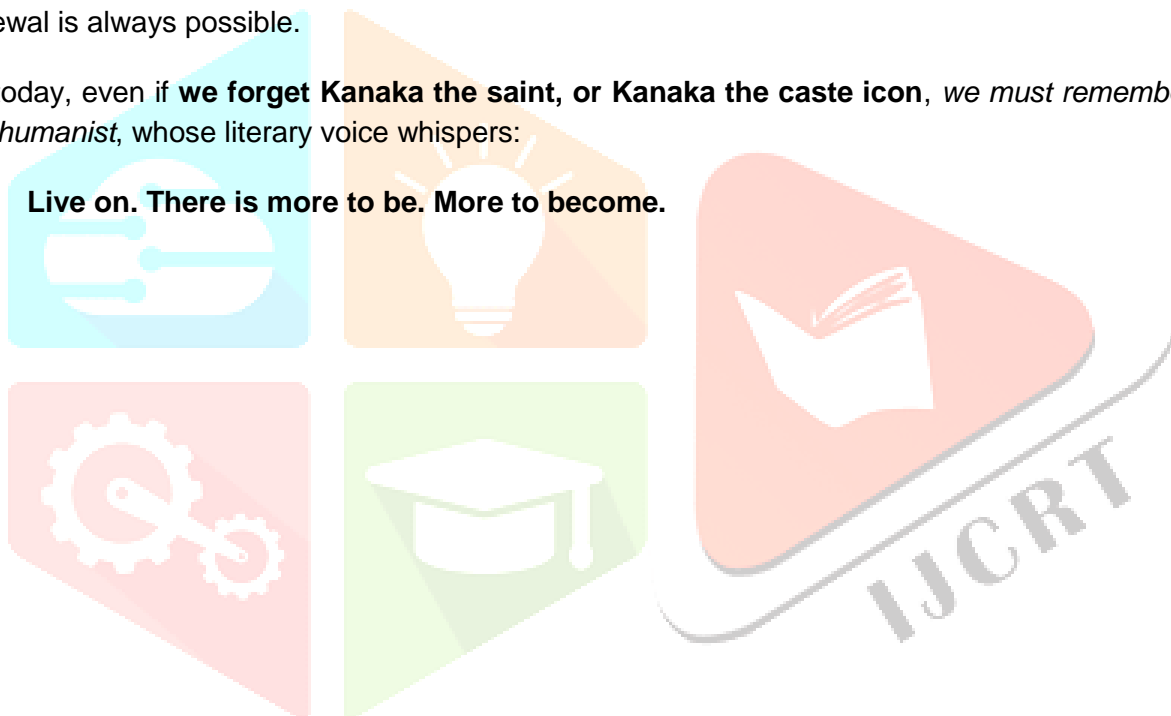 ewal is always possible.
oday, even if we forget Kanaka the saint, or Kanaka the caste icon, we must remembe
humanist, whose literary voice whispers:
Live on. There is more to be. More to become.
IJCRT